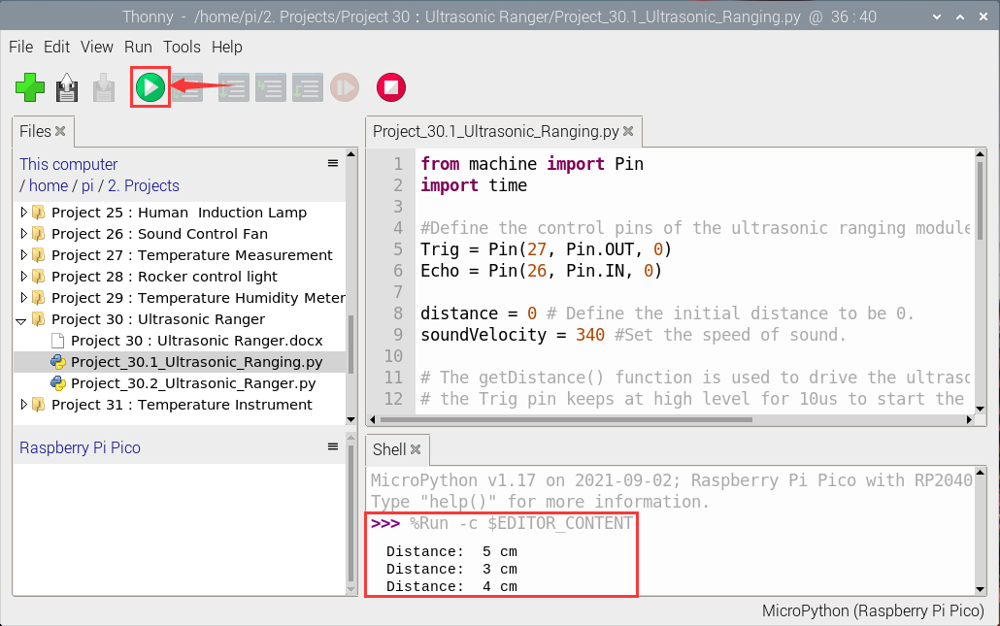 Thonny - /home/pi/2. Projects/Project 30 : Ultrasonic Ranger/Project_30.1_Ultrasonic_Ranging.py @ 36 : 40
File Edit View Run Tools Help
Files
This computer
/ home / pi / 2. Projects
Project 25 : Human  Induction Lamp
Project 26 : Sound Control Fan
Project 27 : Temperature Measurement
Project 28 : Rocker control light
Project 29 : Temperature Humidity Meter
Project 30 : Ultrasonic Ranger
Project 30 : Ultrasonic Ranger.docx
Project_30.1_Ultrasonic_Ranging.py
Project_30.2_Ultrasonic_Ranger.py
Project 31 : Temperature Instrument
Raspberry Pi Pico
Project_30.1_Ultrasonic_Ranging.py
1 from machine import Pin
2 import time
3
4 #Define the control pins of the ultrasonic ranging module
5 Trig = Pin(27, Pin.OUT, 0)
6 Echo = Pin(26, Pin.IN, 0)
7
8 distance = 0 # Define the initial distance to be 0.
9 soundVelocity = 340 #Set the speed of sound.
10
11 # The getDistance() function is used to drive the ultraso
12 # the Trig pin keeps at high level for 10us to start the
Shell
MicroPython v1.17 on 2021-09-02; Raspberry Pi Pico with RP2040
Type "help()" for more information.
>>> %Run -c $EDITOR_CONTENT
Distance:  5 cm
Distance:  3 cm
Distance:  4 cm
MicroPython (Raspberry Pi Pico)